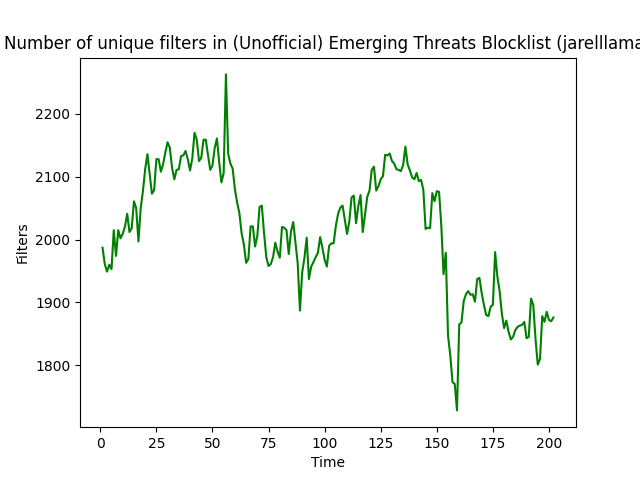 Number of unique filters in (Unofficial) Emerging Threats Blocklist (jarelllama
2200
2100
2000
1900
1800
Filters
0 25 50 75 100 125 150 175 200
Time